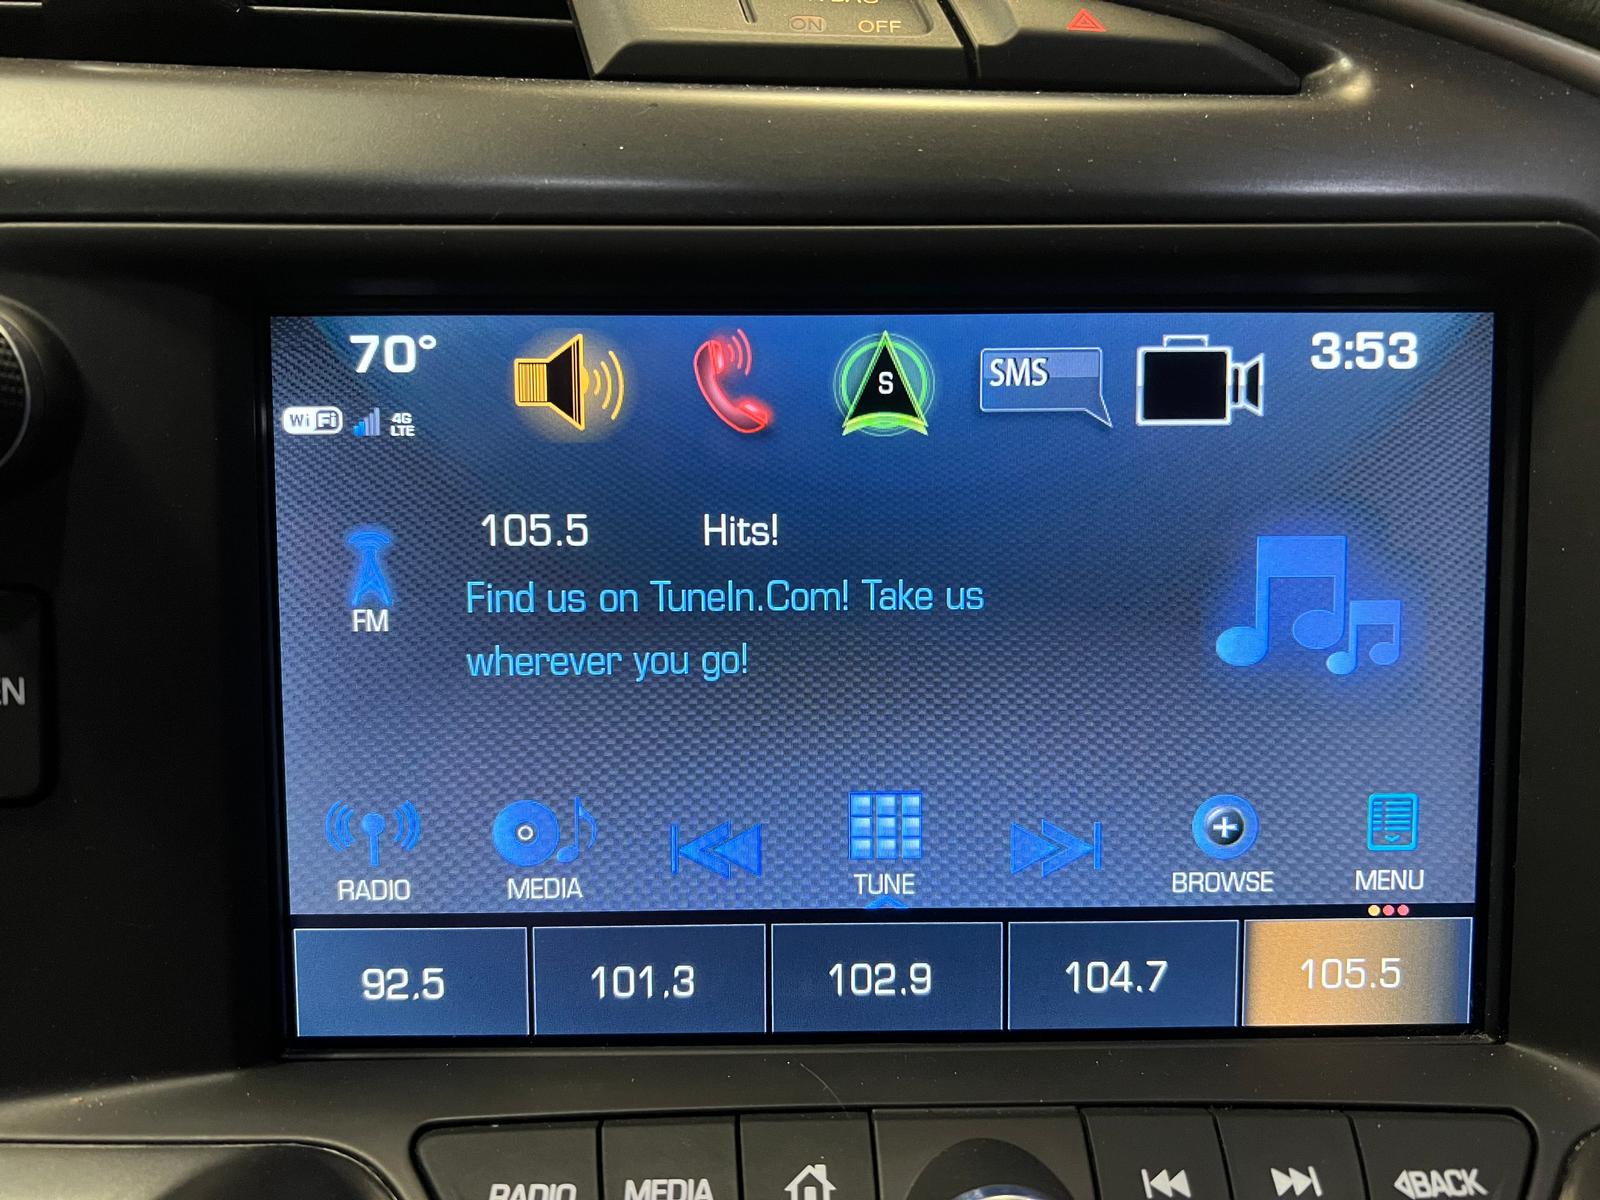 ON OFF
70° 3:53
SMS
S
WiFi 4G
LTE
105.5 Hits!
Find us on TuneIn.Com! Take us
wherever you go!
FM
RADIO MEDIA TUNE BROWSE MENU
92.5 101.3 102.9 104.7 105.5
RADIO MEDIA BACK